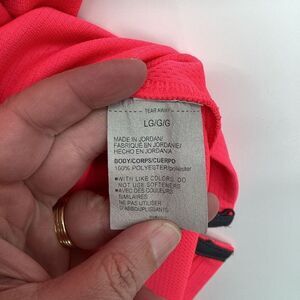 TEAR AWAY
LG/G/G
MADE IN JORDAN/
FABRIQUÉ EN JORDANIE/
HECHO EN JORDANIA
BODY/CORPS/CUERPO
100% POLYESTER/polyester
WITH LIKE COLORS. DO
NOT USE SOFTENERS
AVEC DES COULEURS
SIMILAIRES
NE PAS UTILISER
D'ASSOUPLISSANTS